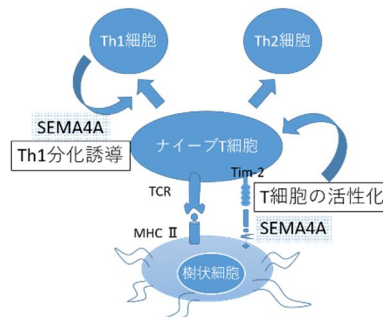 Th1細胞
Th2細胞
SEMA4A
Th1分化誘導
ナイーブT細胞
Tim-2
TCR
T細胞の活性化
MHC Ⅱ
SEMA4A
樹状細胞